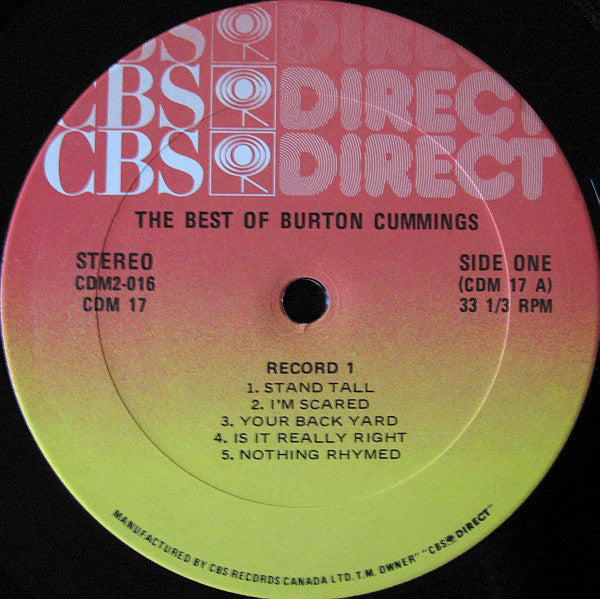 CBS DIRECT
CBS DIRECT
CBS DIRECT
THE BEST OF BURTON CUMMINGS
STEREO
CDM2-016
CDM 17
SIDE ONE
(CDM 17 A)
33 1/3 RPM
RECORD 1
1. STAND TALL
2. I'M SCARED
3. YOUR BACK YARD
4. IS IT REALLY RIGHT
5. NOTHING RHYMED
MANUFACTURED BY CBS RECORDS CANADA LTD. T.M. OWNER" "CBS DIRECT"